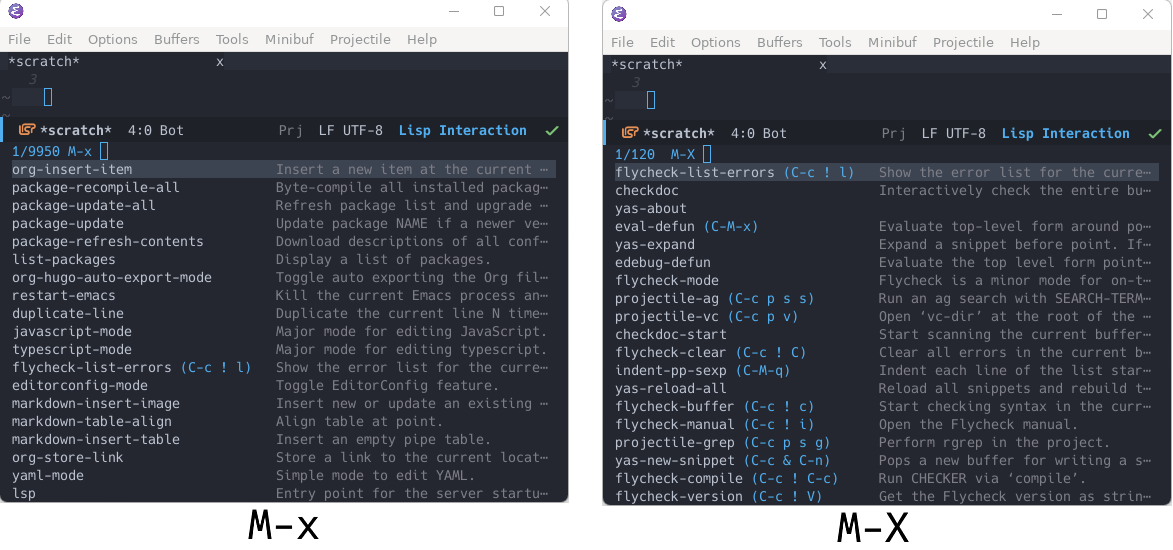 File Edit Options Buffers Tools Minibuf Projectile Help
*scratch* x
3
~
~
*scratch* 4:0 Bot Prj LF UTF-8 Lisp Interaction ✓
1/9950 M-x
org-insert-item Insert a new item at the current ⋯
package-recompile-all Byte-compile all installed packag⋯
package-update-all Refresh package list and upgrade ⋯
package-update Update package NAME if a newer ve⋯
package-refresh-contents Download descriptions of all conf⋯
list-packages Display a list of packages.
org-hugo-auto-export-mode Toggle auto exporting the Org fil⋯
restart-emacs Kill the current Emacs process an⋯
duplicate-line Duplicate the current line N time⋯
javascript-mode Major mode for editing JavaScript.
typescript-mode Major mode for editing typescript.
flycheck-list-errors (C-c ! l) Show the error list for the curre⋯
editorconfig-mode Toggle EditorConfig feature.
markdown-insert-image Insert new or update an existing ⋯
markdown-table-align Align table at point.
markdown-insert-table Insert an empty pipe table.
org-store-link Store a link to the current locat⋯
yaml-mode Simple mode to edit YAML.
lsp Entry point for the server startu⋯
M-x
File Edit Options Buffers Tools Minibuf Projectile Help
*scratch* x
3
~
~
*scratch* 4:0 Bot Prj LF UTF-8 Lisp Interaction ✓
1/120 M-X
flycheck-list-errors (C-c ! l) Show the error list for the curre⋯
checkdoc Interactively check the entire bu⋯
yas-about
eval-defun (C-M-x) Evaluate top-level form around po⋯
yas-expand Expand a snippet before point. If⋯
edebug-defun Evaluate the top level form point⋯
flycheck-mode Flycheck is a minor mode for on-t⋯
projectile-ag (C-c p s s) Run an ag search with SEARCH-TERM⋯
projectile-vc (C-c p v) Open ‘vc-dir’ at the root of the ⋯
checkdoc-start Start scanning the current buffer⋯
flycheck-clear (C-c ! C) Clear all errors in the current b⋯
indent-pp-sexp (C-M-q) Indent each line of the list star⋯
yas-reload-all Reload all snippets and rebuild t⋯
flycheck-buffer (C-c ! c) Start checking syntax in the curr⋯
flycheck-manual (C-c ! i) Open the Flycheck manual.
projectile-grep (C-c p s g) Perform rgrep in the project.
yas-new-snippet (C-c & C-n) Pops a new buffer for writing a s⋯
flycheck-compile (C-c ! C-c) Run CHECKER via ‘compile’.
flycheck-version (C-c ! V) Get the Flycheck version as strin⋯
M-X